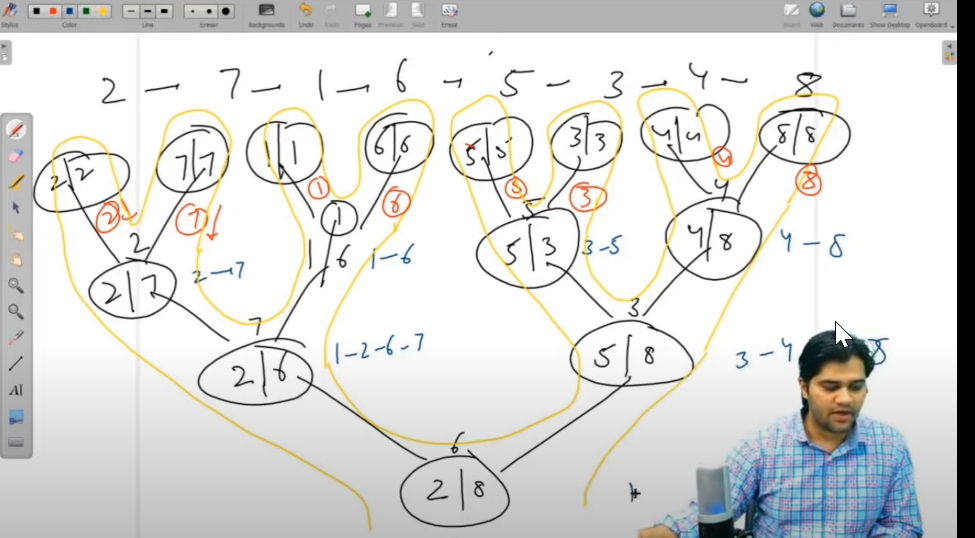 Stylus Color Line Eraser Backgrounds Undo Redo Pages Previous Next Erase Board Web Documents Show Desktop OpenBoard
2 → 7 → 1 → 6 → 5 → 3 → 4 → 8
2|2 7|7 1|1 6|6 5|5 3|3 4|4 8|8
2 7 1 6 5 3 4 8
2 1 5 4
2|7 2→7 1 6 1-6 5|3 3-5 4|8 4-8
7 3
2|6 1-2-6-7 5|8 3-4 8
6
2|8
AI